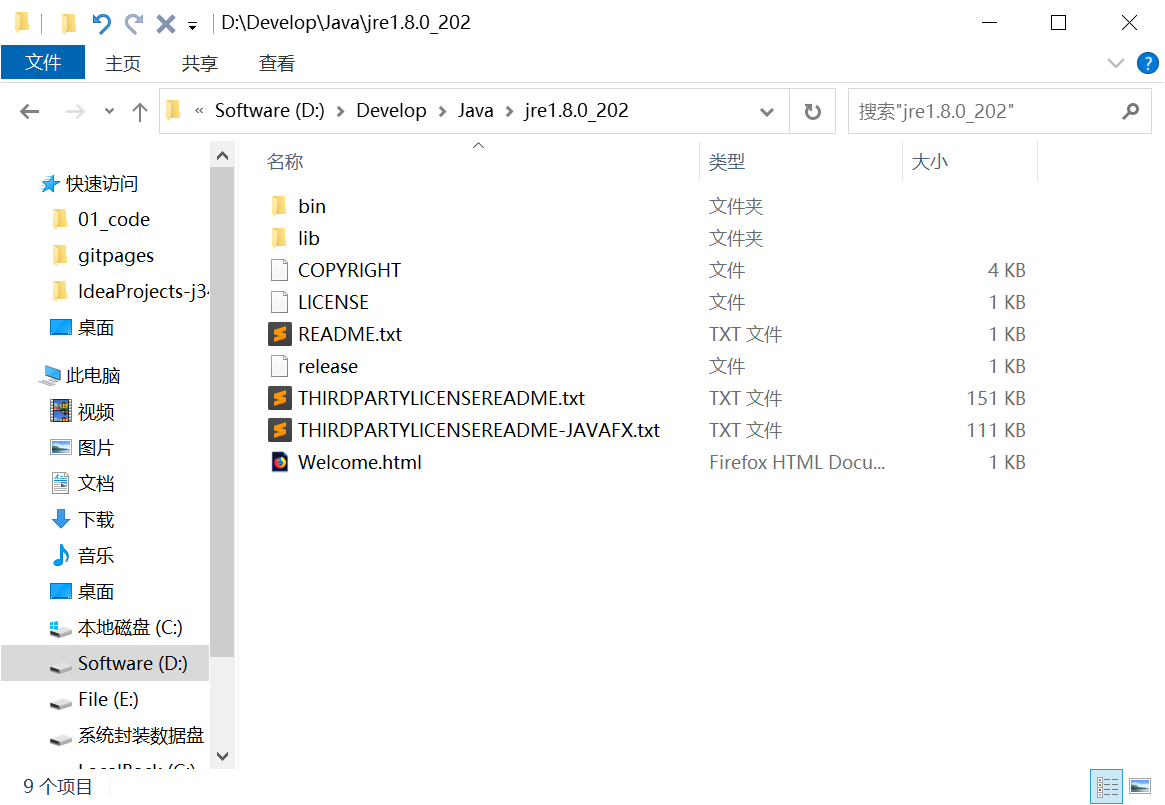 D:\Develop\Java\jre1.8.0_202
文件 主页 共享 查看
« Software (D:) Develop Java jre1.8.0_202 搜索"jre1.8.0_202"
快速访问
01_code
gitpages
IdeaProjects-j34
桌面
此电脑
视频
图片
文档
下载
音乐
桌面
本地磁盘 (C:)
Software (D:)
File (E:)
系统封装数据盘
名称 类型 大小
bin 文件夹
lib 文件夹
COPYRIGHT 文件 4 KB
LICENSE 文件 1 KB
README.txt TXT 文件 1 KB
release 文件 1 KB
THIRDPARTYLICENSEREADME.txt TXT 文件 151 KB
THIRDPARTYLICENSEREADME-JAVAFX.txt TXT 文件 111 KB
Welcome.html Firefox HTML Docu... 1 KB
9 个项目